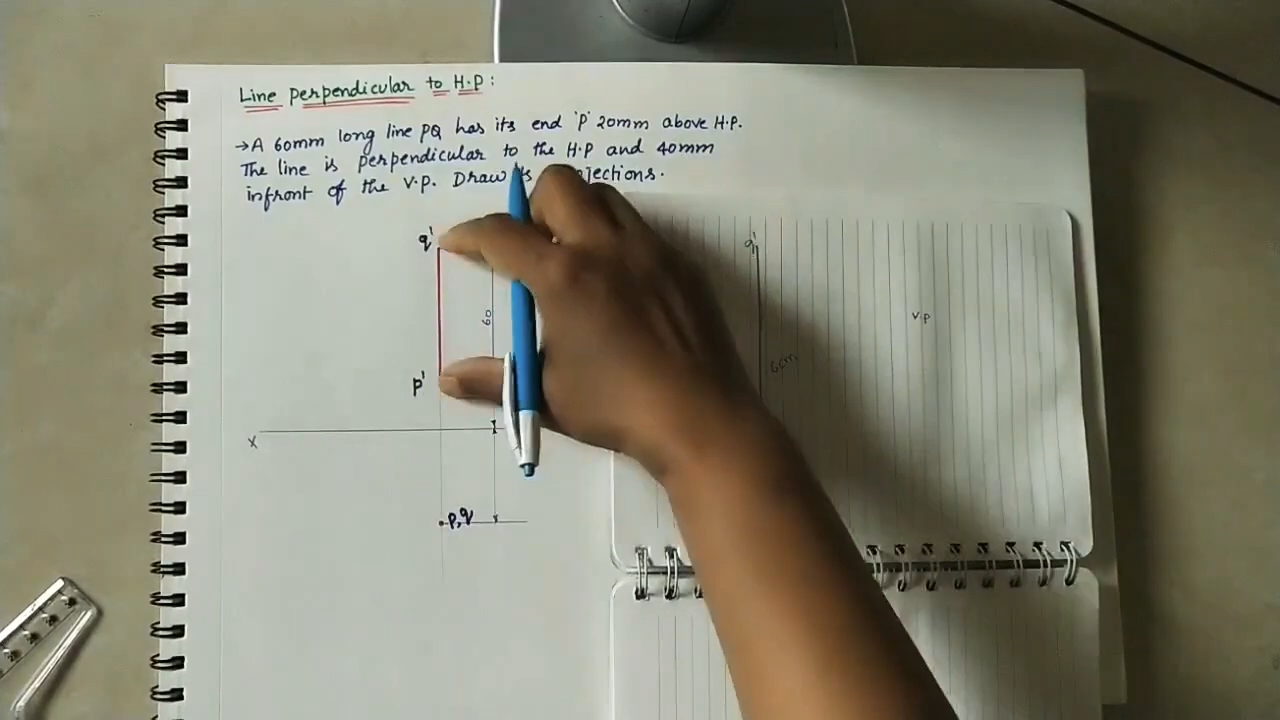 Line perpendicular to H.P:
→ A 60mm long line PQ has its end 'P' 20mm above H.P.
The line is perpendicular to the H.P and 40mm
infront of the V.P. Draw
q'
q'
60
V.P
6cm
p'
X
p,q